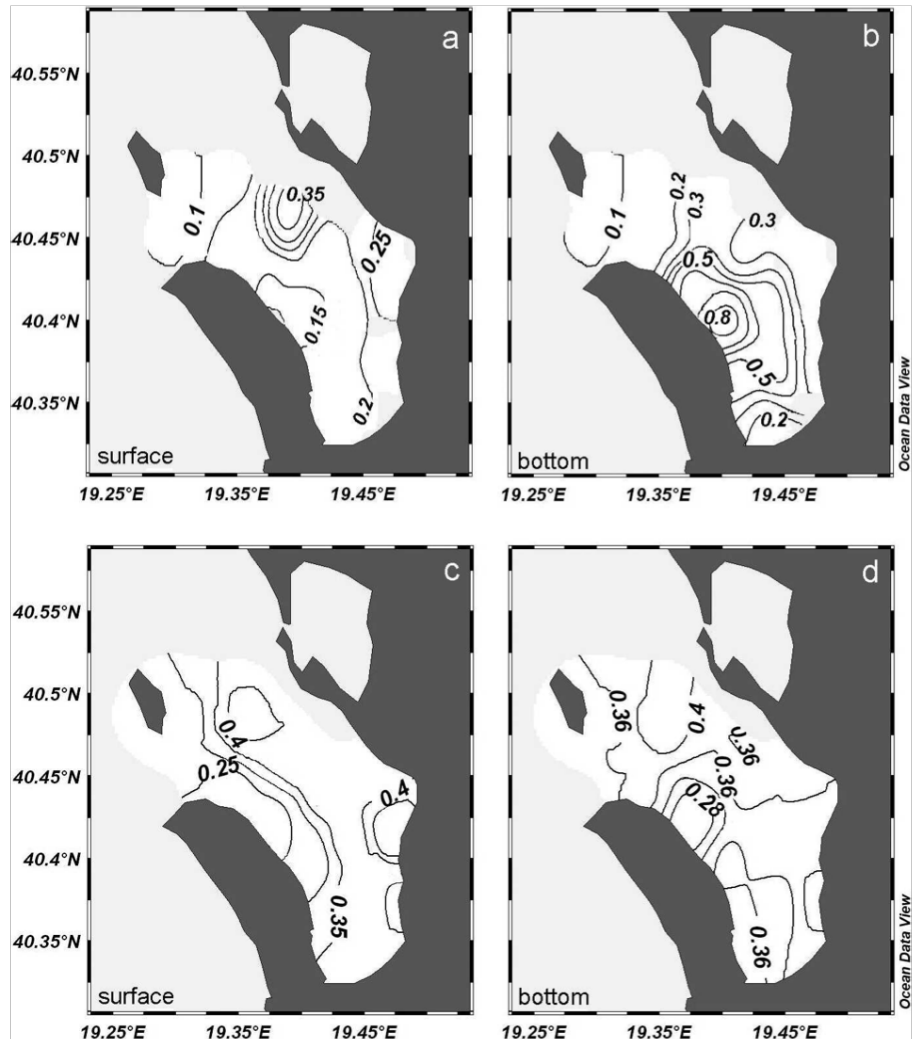 a
b
40.55°N
40.5°N
40.45°N
40.4°N
40.35°N
0.35
0.1
0.25
0.15
0.2
surface
0.2
0.3
0.1
0.3
0.5
0.8
0.5
0.2
bottom
Ocean Data View
19.25°E
19.35°E
19.45°E
19.25°E
19.35°E
19.45°E
c
d
40.55°N
40.5°N
40.45°N
40.4°N
40.35°N
0.4
0.25
0.4
0.35
surface
0.36
0.4
0.36
0.36
0.28
0.36
bottom
Ocean Data View
19.25°E
19.35°E
19.45°E
19.25°E
19.35°E
19.45°E